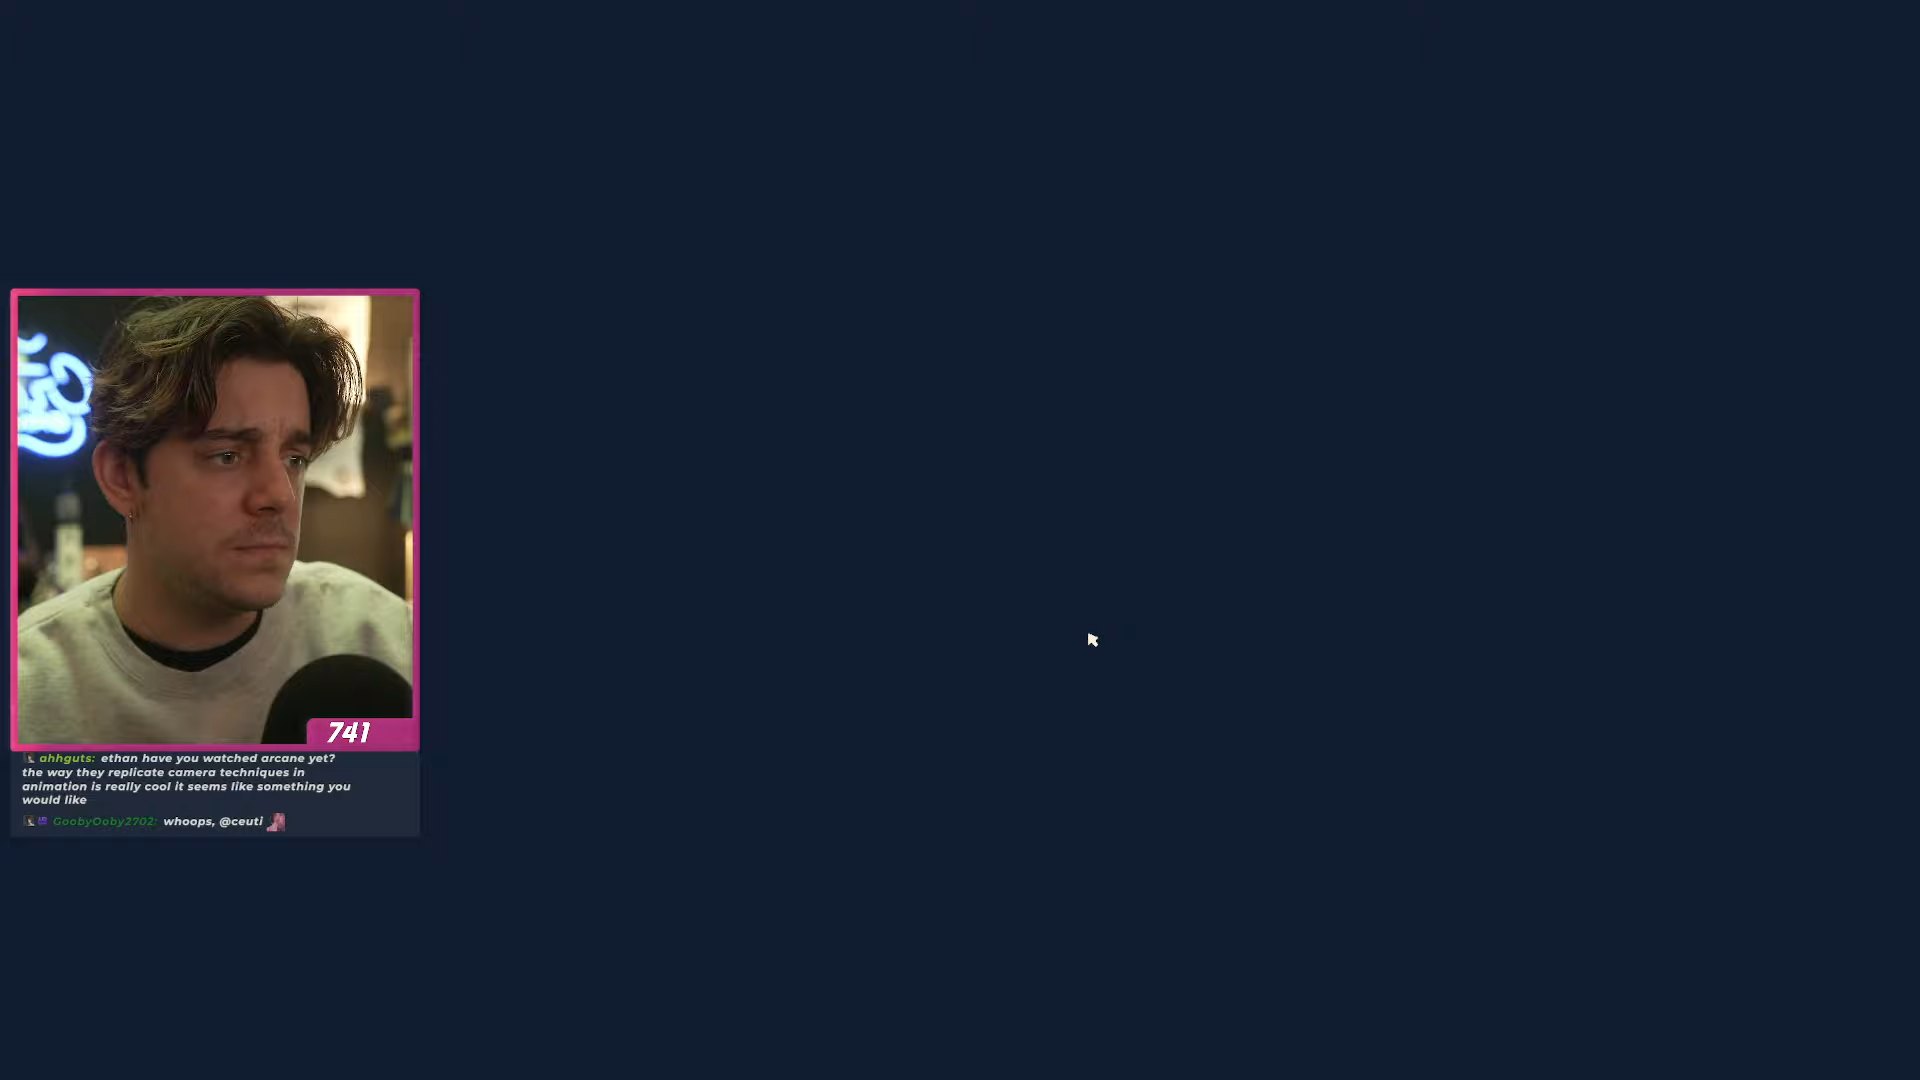 741
ahhguts: ethan have you watched arcane yet?
the way they replicate camera techniques in
animation is really cool it seems like something you
would like
GoobyOoby2702: whoops, @ceuti